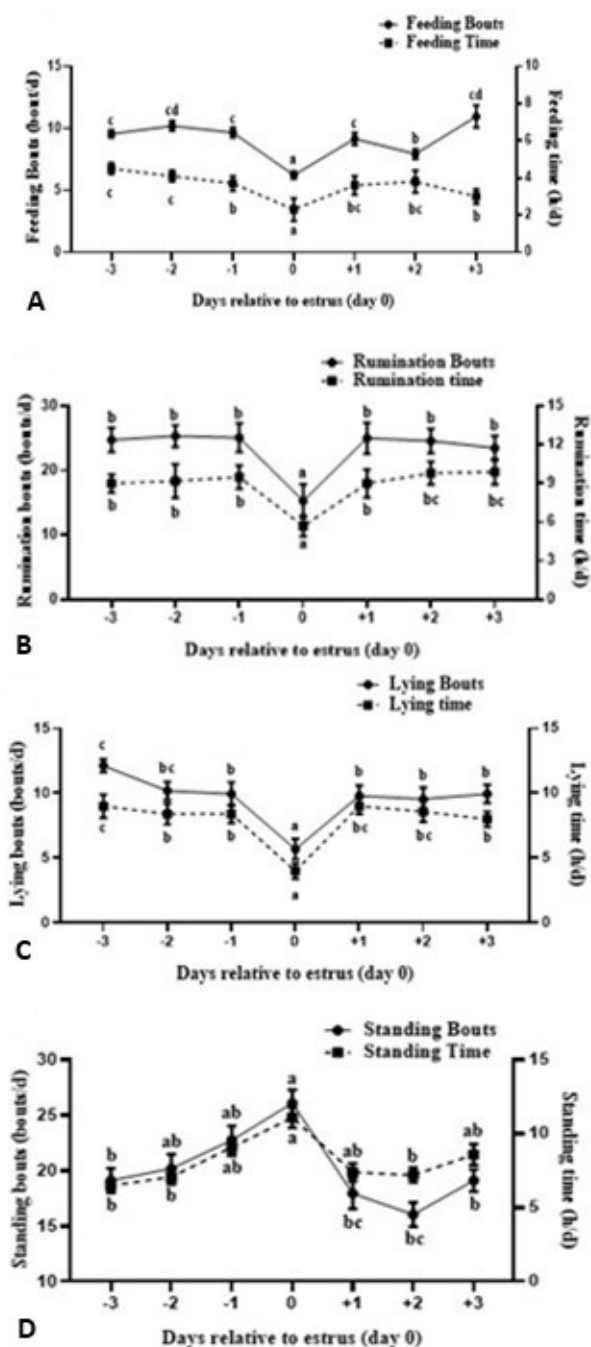 Feeding Bouts
Feeding Time
15
10
5
0
10
8
6
4
2
0
Feeding Bouts (bout/d)
Feeding time (h/d)
c cd c a c b cd
c c b a bc bc b
-3 -2 -1 0 +1 +2 +3
Days relative to estrus (day 0)
A
Rumination Bouts
Rumination time
30
20
10
0
15
12
9
6
3
0
Rumination bouts (bouts/d)
Rumination time (h/d)
b b b a b b b
b b b a b bc bc
-3 -2 -1 0 +1 +2 +3
Days relative to estrus (day 0)
B
Lying Bouts
Lying time
15
10
5
0
15
10
5
0
Lying bouts (bouts/d)
Lying time (h/d)
c bc b a b b b
c b b a bc bc b
-3 -2 -1 0 +1 +2 +3
Days relative to estrus (day 0)
C
Standing Bouts
Standing Time
30
25
20
15
10
15
10
5
0
Standing bouts (bouts/d)
Standing time (h/d)
b ab ab a ab b ab
b b ab a bc bc b
-3 -2 -1 0 +1 +2 +3
Days relative to estrus (day 0)
D